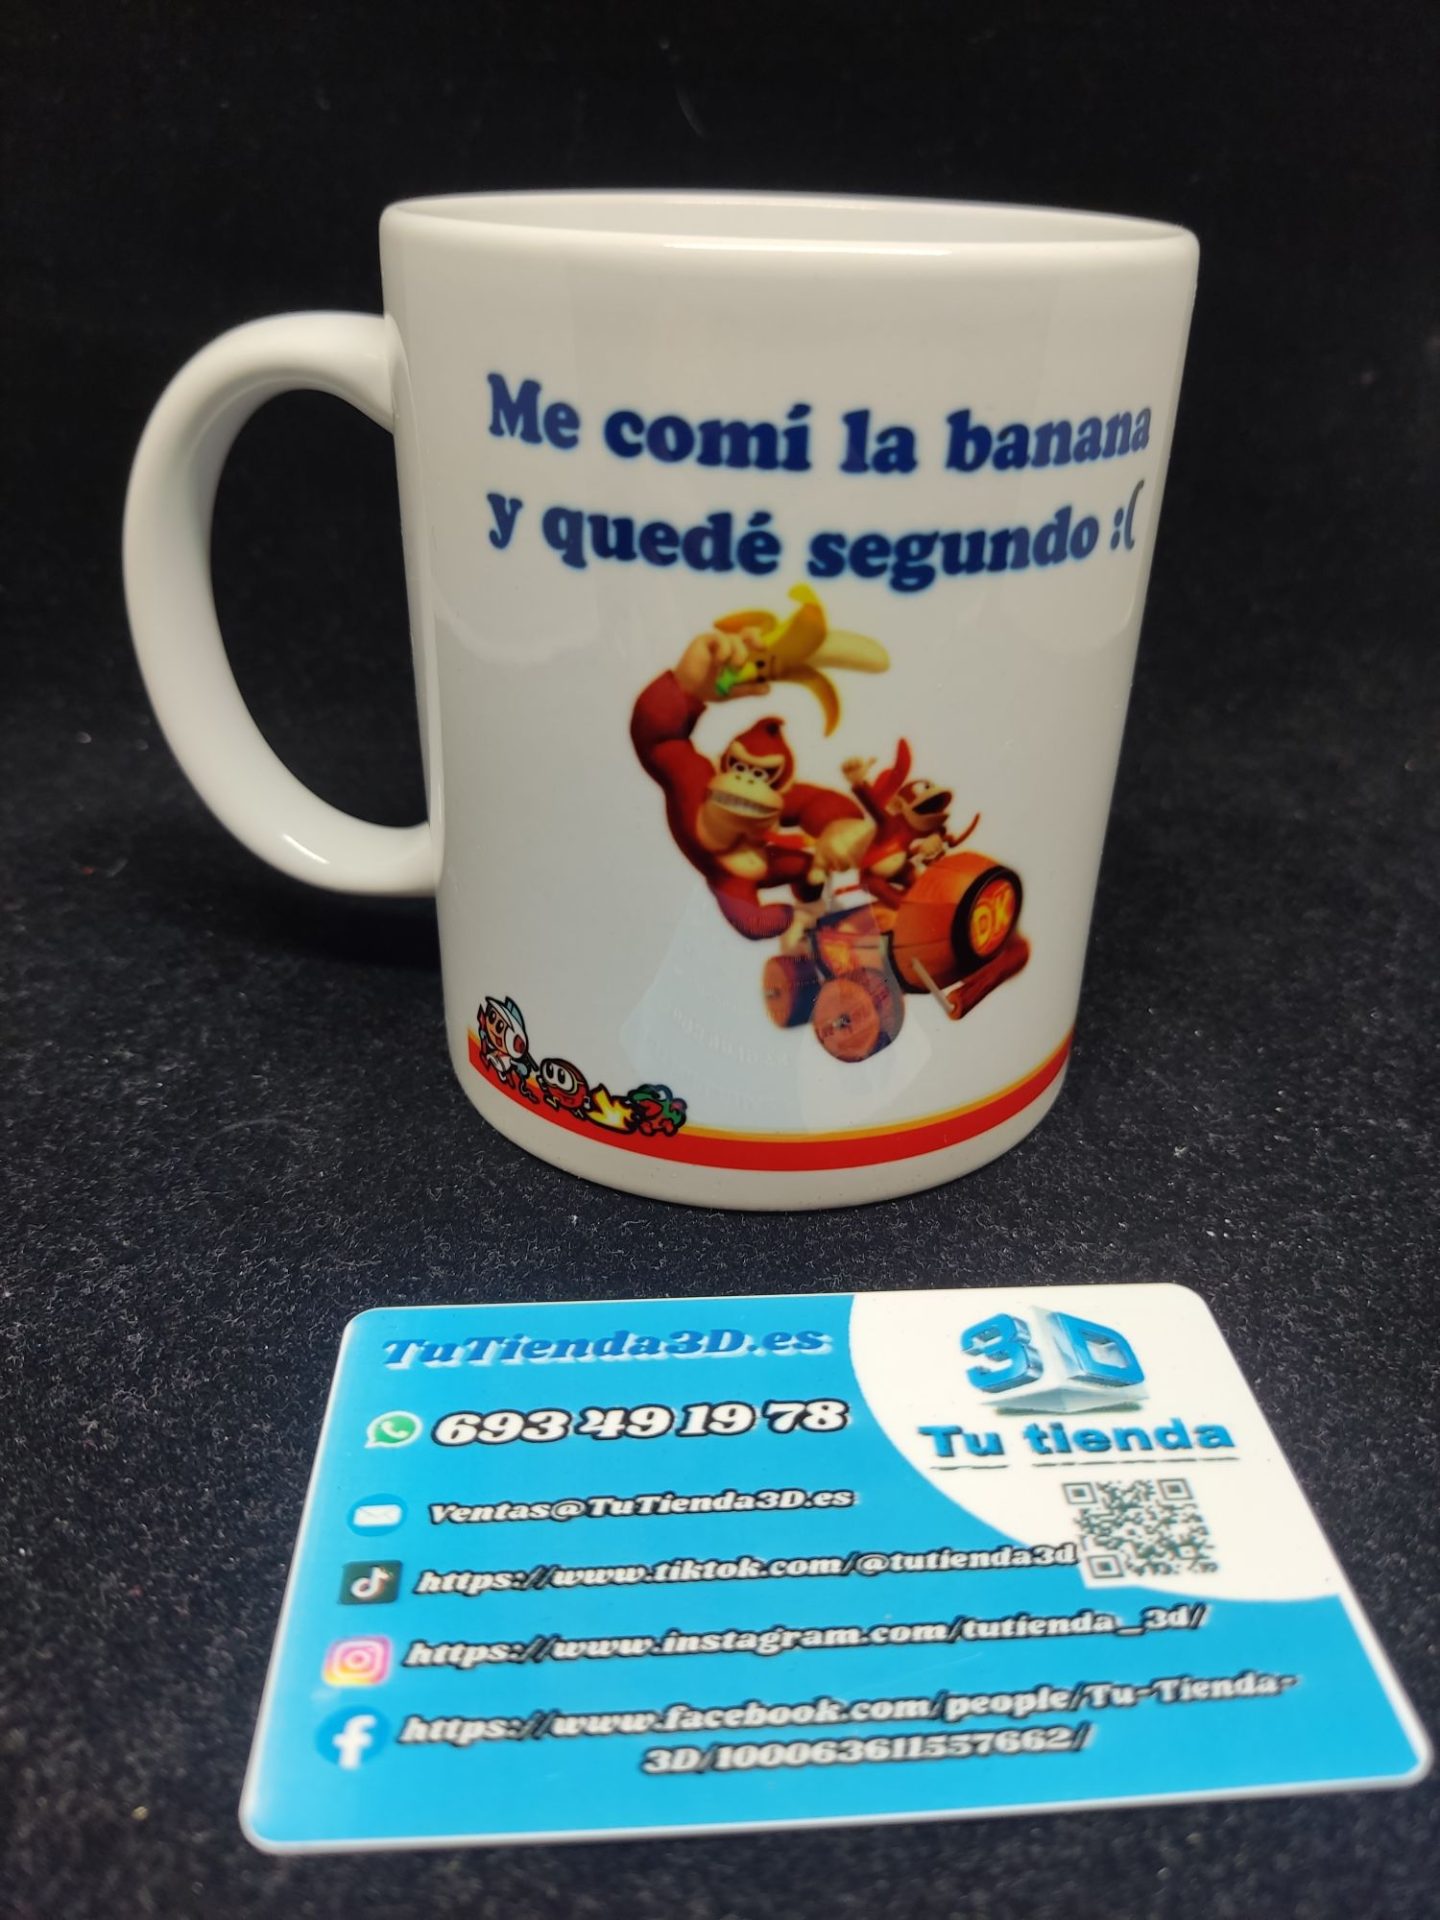 Me comí la banana
y quedé segundo :(
DK
TuTienda3D.es
3D
Tu tienda
693 49 19 78
Ventas@TuTienda3D.es
https://www.tiktok.com/@tutienda3d
https://www.instagram.com/tutienda_3d/
https://www.facebook.com/people/Tu-Tienda-
3D/100063611557662/